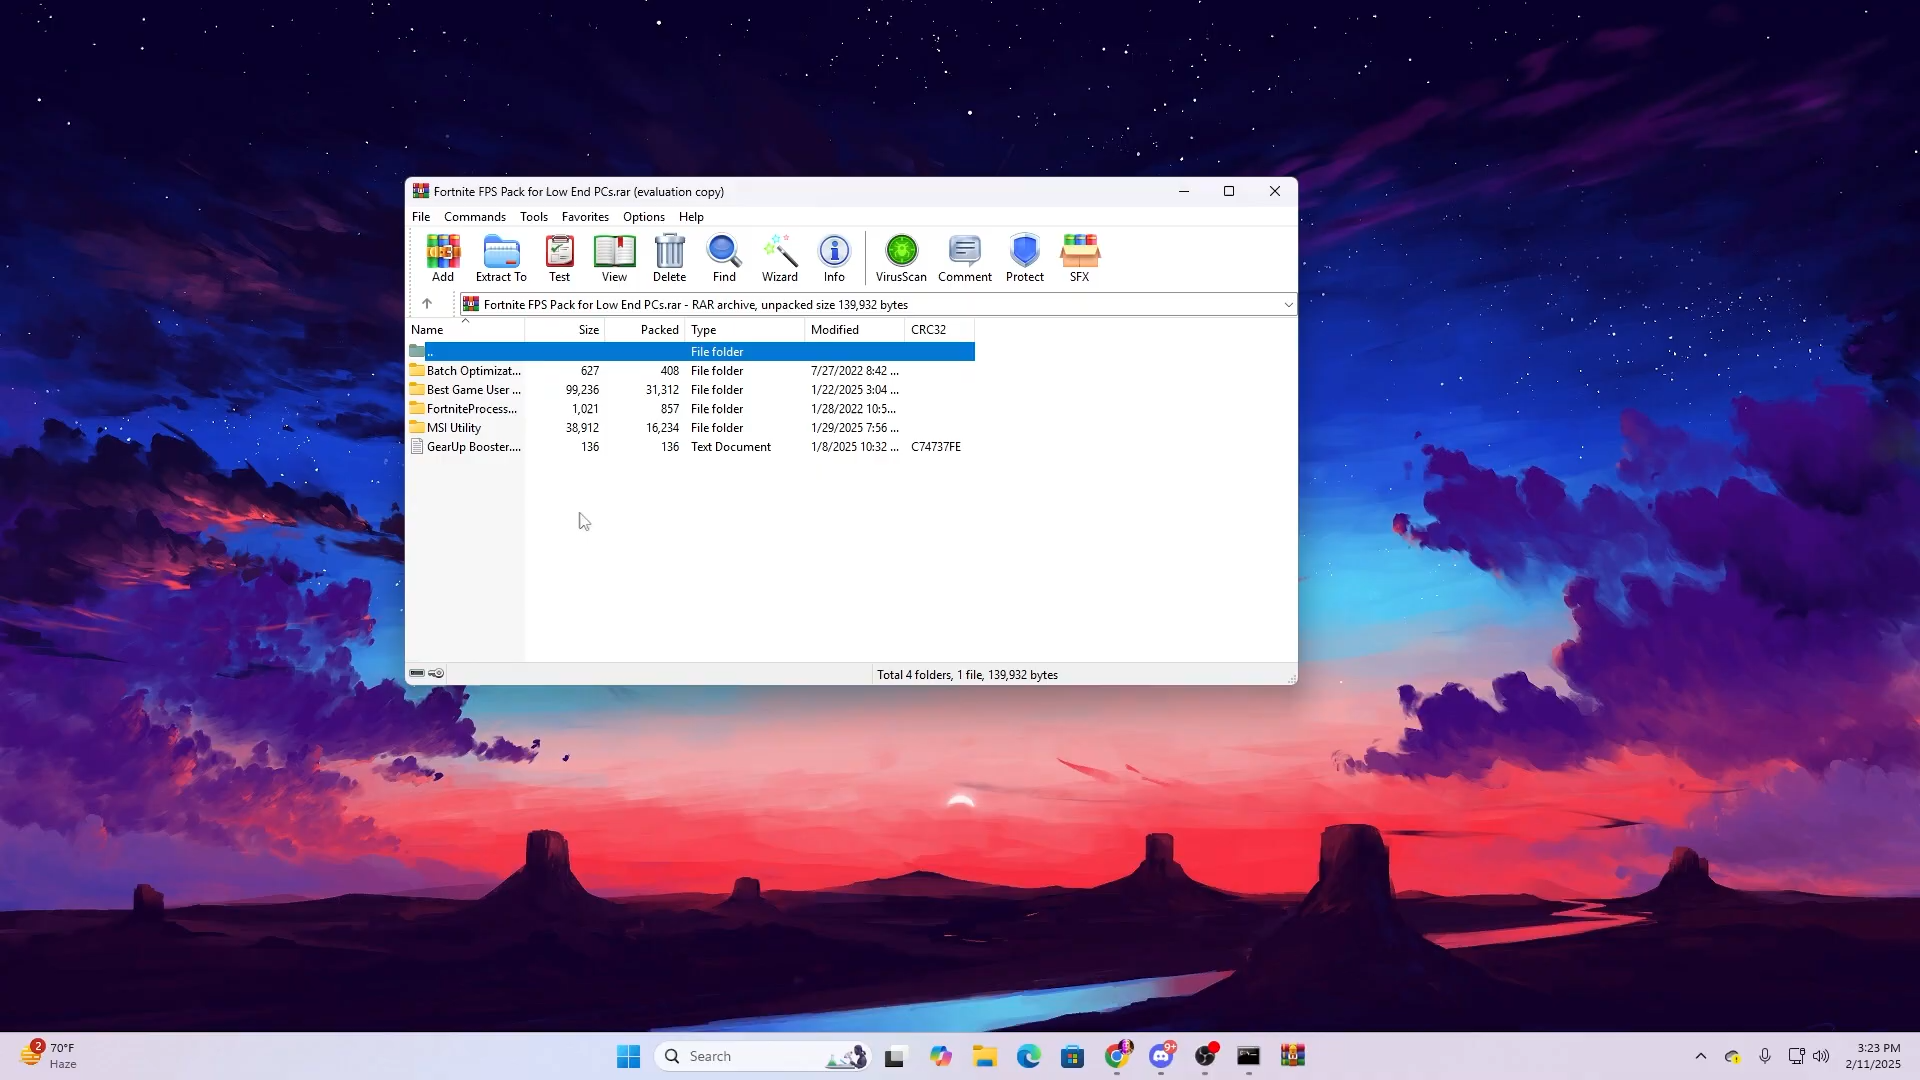 Fortnite FPS Pack for Low End PCs.rar (evaluation copy)
File Commands Tools Favorites Options Help
Add Extract To Test View Delete Find Wizard Info VirusScan Comment Protect SFX
Fortnite FPS Pack for Low End PCs.rar - RAR archive, unpacked size 139,932 bytes
Name Size Packed Type Modified CRC32
.. File folder
Batch Optimizat... 627 408 File folder 7/27/2022 8:42 ...
Best Game User ... 99,236 31,312 File folder 1/22/2025 3:04 ...
FortniteProcess... 1,021 857 File folder 1/28/2022 10:5...
MSI Utility 38,912 16,234 File folder 1/29/2025 7:56 ...
GearUp Booster.... 136 136 Text Document 1/8/2025 10:32 ... C74737FE
Total 4 folders, 1 file, 139,932 bytes
2 70°F
Haze
Search
9+
3:23 PM
2/11/2025